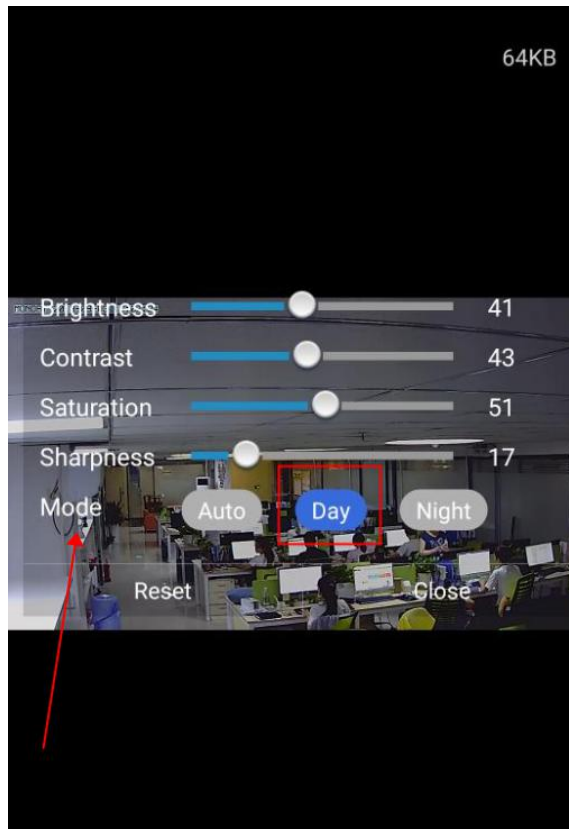 64KB
Brightness 41
Contrast 43
Saturation 51
Sharpness 17
Mode Auto Day Night
Reset Close